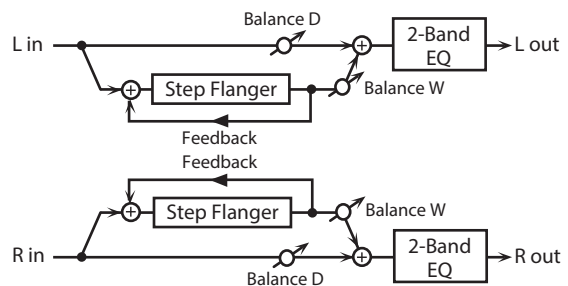 Balance D
L in
2-Band
EQ
L out
Step Flanger
Balance W
Feedback
Feedback
Step Flanger
Balance W
R in
Balance D
2-Band
EQ
R out